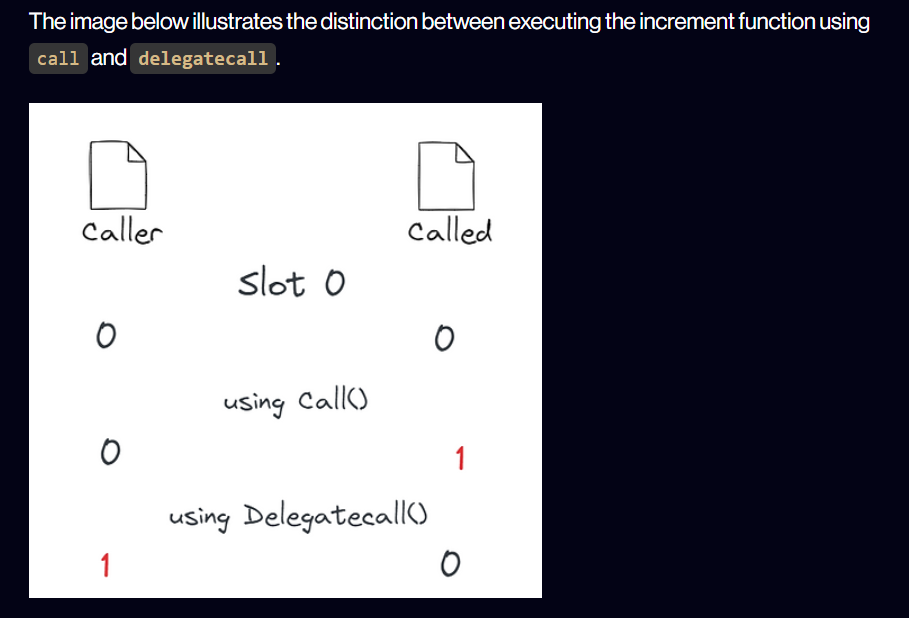 The image below illustrates the distinction between executing the increment function using
call and delegatecall.
Caller Called
Slot 0
0 0
using Call()
0 1
using Delegatecall()
1 0